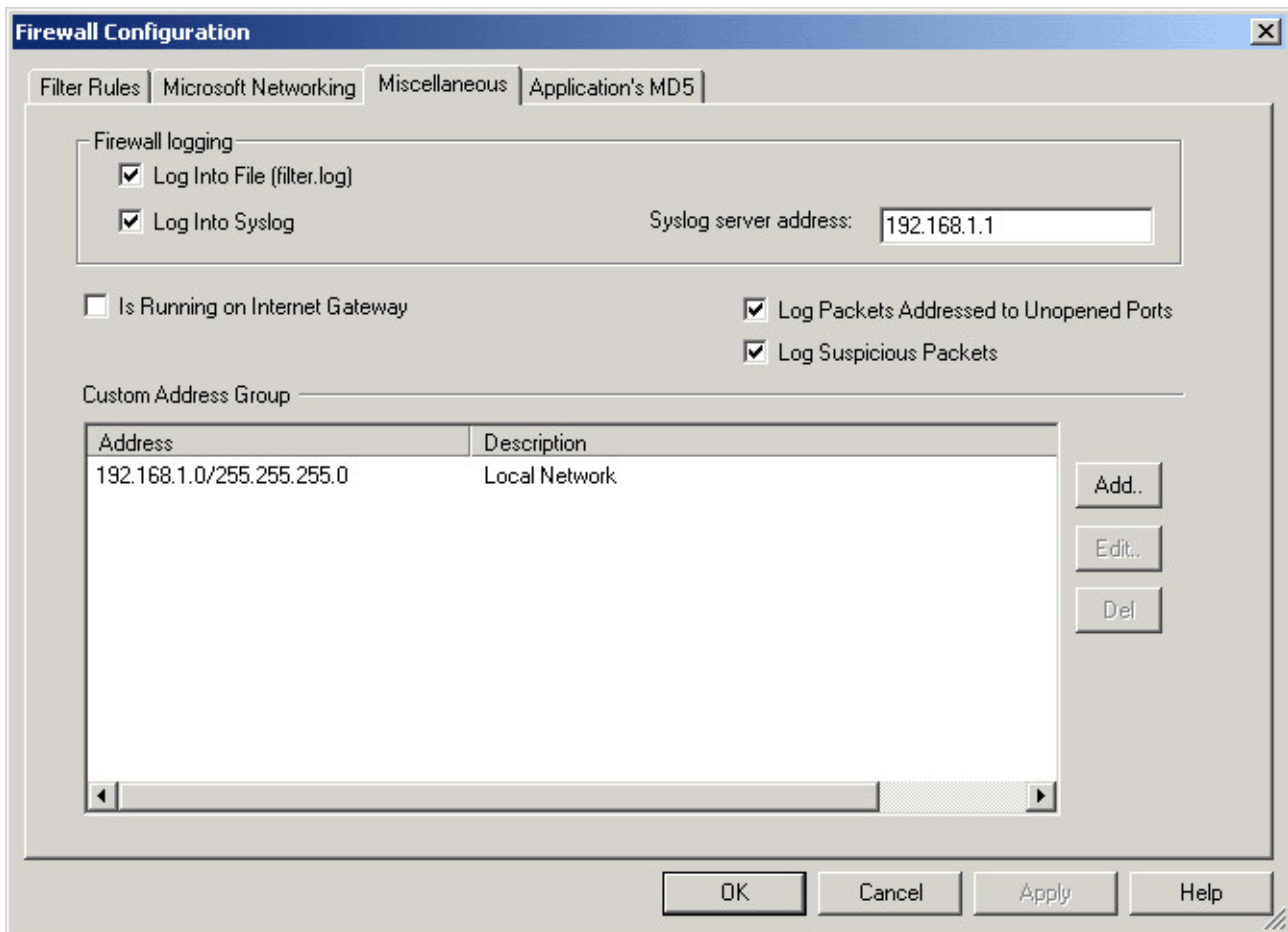 Firewall Configuration
Filter Rules Microsoft Networking Miscellaneous Application's MD5
Firewall logging
Log Into File (filter.log)
Log Into Syslog Syslog server address: 192.168.1.1
Is Running on Internet Gateway Log Packets Addressed to Unopened Ports
Log Suspicious Packets
Custom Address Group
Address Description
192.168.1.0/255.255.255.0 Local Network
Add..
Edit..
Del
OK Cancel Apply Help